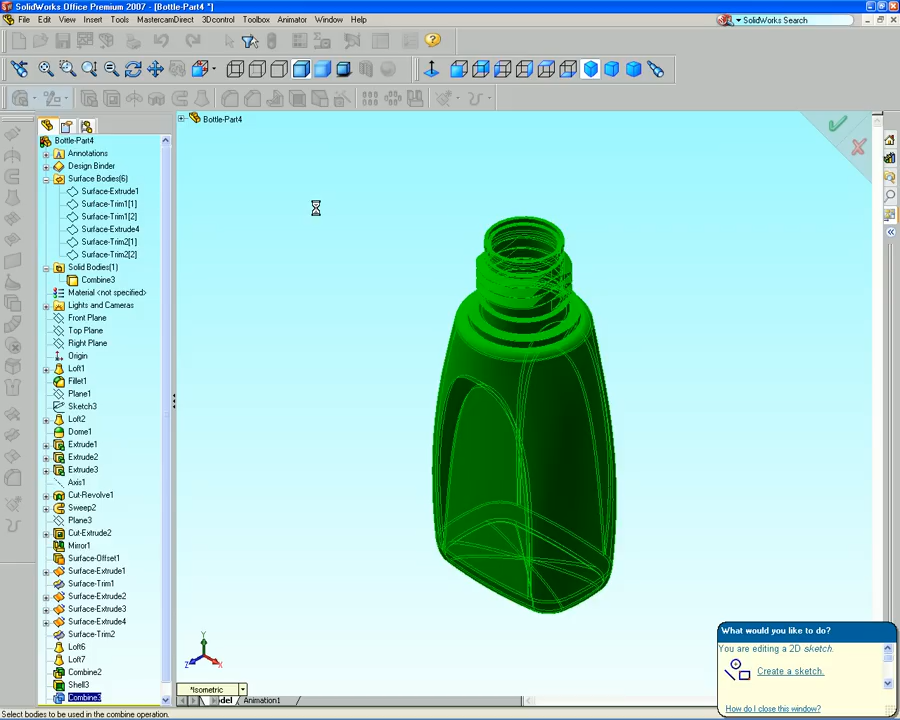 SolidWorks Office Premium 2007 - [Bottle-Part4 *]
File Edit View Insert Tools MastercamDirect 3Dcontrol Toolbox Animator Window Help
SolidWorks Search
Bottle-Part4
Bottle-Part4
Annotations
Design Binder
Surface Bodies(6)
Surface-Extrude1
Surface-Trim1[1]
Surface-Trim1[2]
Surface-Extrude4
Surface-Trim2[1]
Surface-Trim2[2]
Solid Bodies(1)
Combine3
Material <not specified>
Lights and Cameras
Front Plane
Top Plane
Right Plane
Origin
Loft1
Fillet1
Plane1
Sketch3
Loft2
Dome1
Extrude1
Extrude2
Extrude3
Axis1
Cut-Revolve1
Sweep2
Plane3
Cut-Extrude2
Mirror1
Surface-Offset1
Surface-Extrude1
Surface-Trim1
Surface-Extrude2
Surface-Extrude3
Surface-Extrude4
Surface-Trim2
Loft6
Loft7
Combine2
Shell3
Combine3
Y
Z
X
*Isometric
Animation1
What would you like to do?
You are editing a 2D sketch.
Create a sketch.
How do I close this window?
Select bodies to be used in the combine operation.